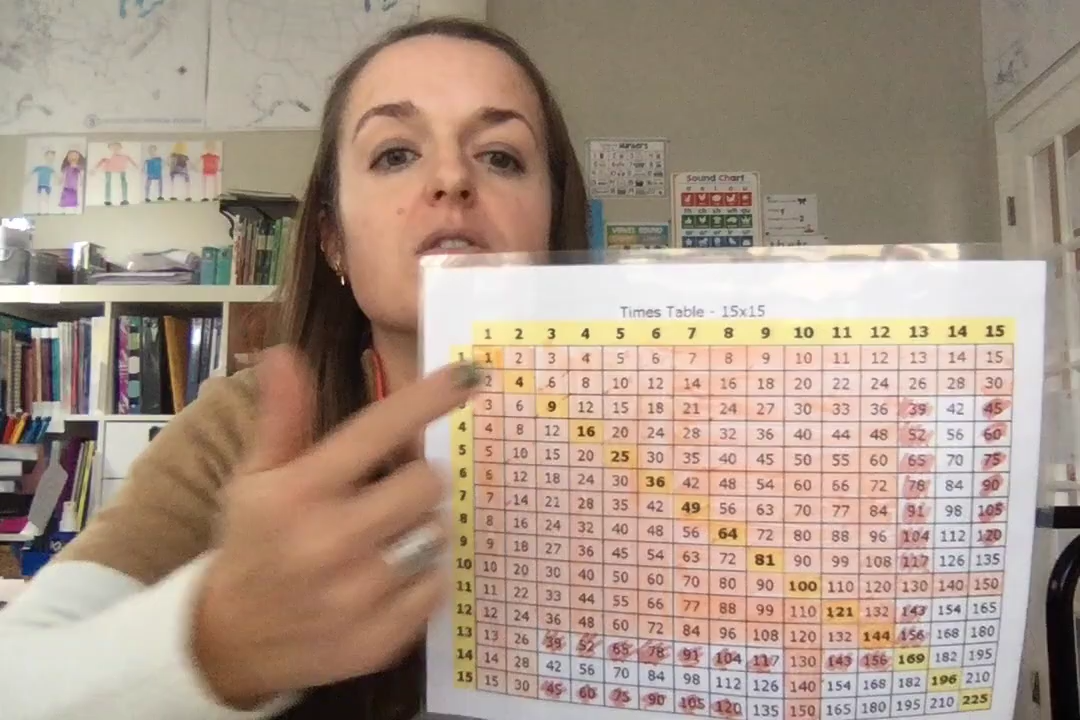 Sound Chart
Times Table - 15x15
1 2 3 4 5 6 7 8 9 10 11 12 13 14 15
1 1 2 3 4 5 6 7 8 9 10 11 12 13 14 15
2 4 6 8 10 12 14 16 18 20 22 24 26 28 30
3 3 6 9 12 15 18 21 24 27 30 33 36 39 42 45
4 4 8 12 16 20 24 28 32 36 40 44 48 52 56 60
5 5 10 15 20 25 30 35 40 45 50 55 60 65 70 75
6 6 12 18 24 30 36 42 48 54 60 66 72 78 84 90
7 7 14 21 28 35 42 49 56 63 70 77 84 91 98 105
8 8 16 24 32 40 48 56 64 72 80 88 96 104 112 120
9 9 18 27 36 45 54 63 72 81 90 99 108 117 126 135
10 10 20 30 40 50 60 70 80 90 100 110 120 130 140 150
11 11 22 33 44 55 66 77 88 99 110 121 132 143 154 165
12 12 24 36 48 60 72 84 96 108 120 132 144 156 168 180
13 13 26 39 52 65 78 91 104 117 130 143 156 169 182 195
14 14 28 42 56 70 84 98 112 126 140 154 168 182 196 210
15 15 30 45 60 75 90 105 120 135 150 165 180 195 210 225